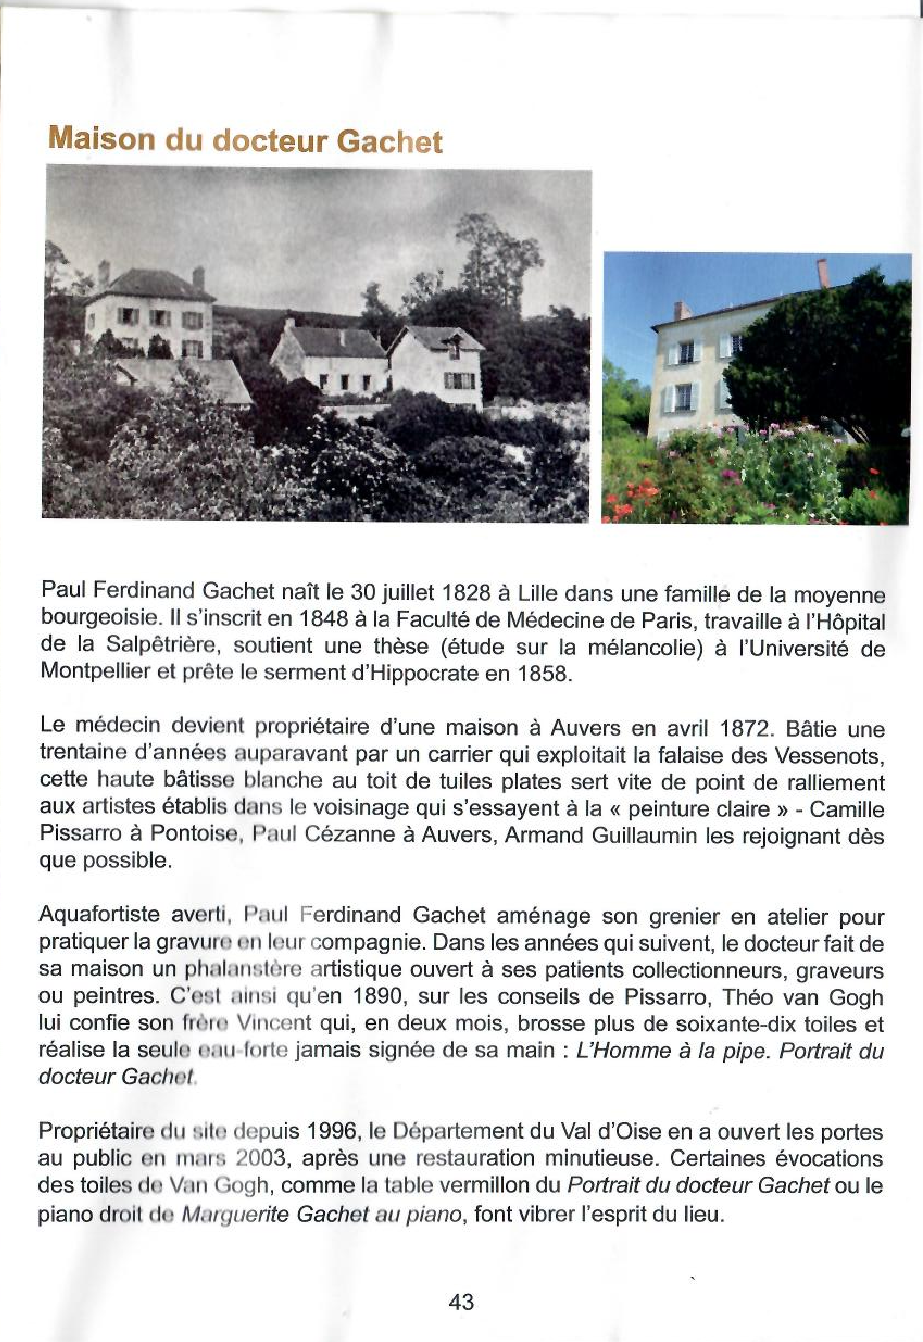 Maison du docteur Gachet
Paul Ferdinand Gachet naît le 30 juillet 1828 à Lille dans une famille de la moyenne
bourgeoisie. Il s'inscrit en 1848 à la Faculté de Médecine de Paris, travaille à l'Hôpital
de la Salpêtrière, soutient une thèse (étude sur la mélancolie) à l'Université de
Montpellier et prête le serment d'Hippocrate en 1858.
Le médecin devient propriétaire d'une maison à Auvers en avril 1872. Bâtie une
trentaine d'années auparavant par un carrier qui exploitait la falaise des Vessenots,
cette haute bâtisse blanche au toit de tuiles plates sert vite de point de ralliement
aux artistes établis dans le voisinage qui s'essayent à la « peinture claire » - Camille
Pissarro à Pontoise, Paul Cézanne à Auvers, Armand Guillaumin les rejoignant dès
que possible.
Aquafortiste averti, Paul Ferdinand Gachet aménage son grenier en atelier pour
pratiquer la gravure en leur compagnie. Dans les années qui suivent, le docteur fait de
sa maison un phalanstère artistique ouvert à ses patients collectionneurs, graveurs
ou peintres. C'est ainsi qu'en 1890, sur les conseils de Pissarro, Théo van Gogh
lui confie son frère Vincent qui, en deux mois, brosse plus de soixante-dix toiles et
réalise la seule eau-forte jamais signée de sa main : L'Homme à la pipe. Portrait du
docteur Gachet.
Propriétaire du site depuis 1996, le Département du Val d'Oise en a ouvert les portes
au public en mars 2003, après une restauration minutieuse. Certaines évocations
des toiles de Van Gogh, comme la table vermillon du Portrait du docteur Gachet ou le
piano droit de Marguerite Gachet au piano, font vibrer l'esprit du lieu.
43